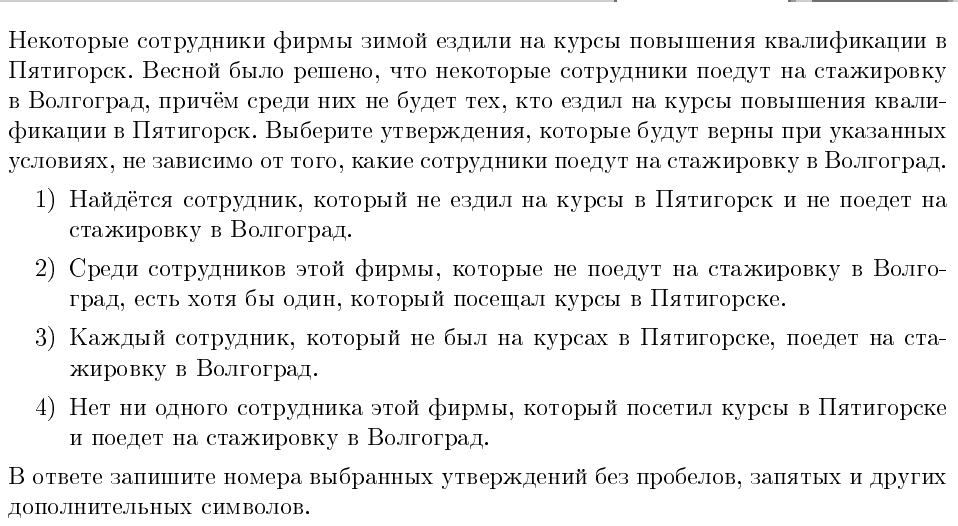 Некоторые сотрудники фирмы зимой ездили на курсы повышения квалификации в
Пятигорск. Весной было решено, что некоторые сотрудники поедут на стажировку
в Волгоград, причём среди них не будет тех, кто ездил на курсы повышения квали-
фикации в Пятигорск. Выберите утверждения, которые будут верны при указанных
условиях, не зависимо от того, какие сотрудники поедут на стажировку в Волгоград.
1) Найдётся сотрудник, который не ездил на курсы в Пятигорск и не поедет на
стажировку в Волгоград.
2) Среди сотрудников этой фирмы, которые не поедут на стажировку в Волго-
град, есть хотя бы один, который посещал курсы в Пятигорске.
3) Каждый сотрудник, который не был на курсах в Пятигорске, поедет на ста-
жировку в Волгоград.
4) Нет ни одного сотрудника этой фирмы, который посетил курсы в Пятигорске
и поедет на стажировку в Волгоград.
В ответе запишите номера выбранных утверждений без пробелов, запятых и других
дополнительных символов.